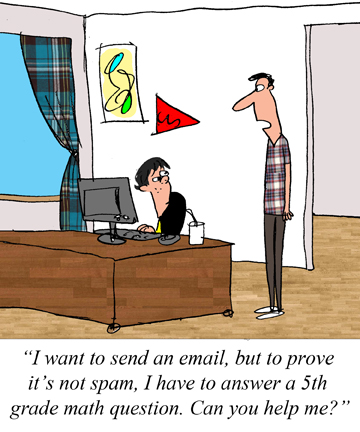 “I want to send an email, but to prove
it’s not spam, I have to answer a 5th
grade math question. Can you help me?”